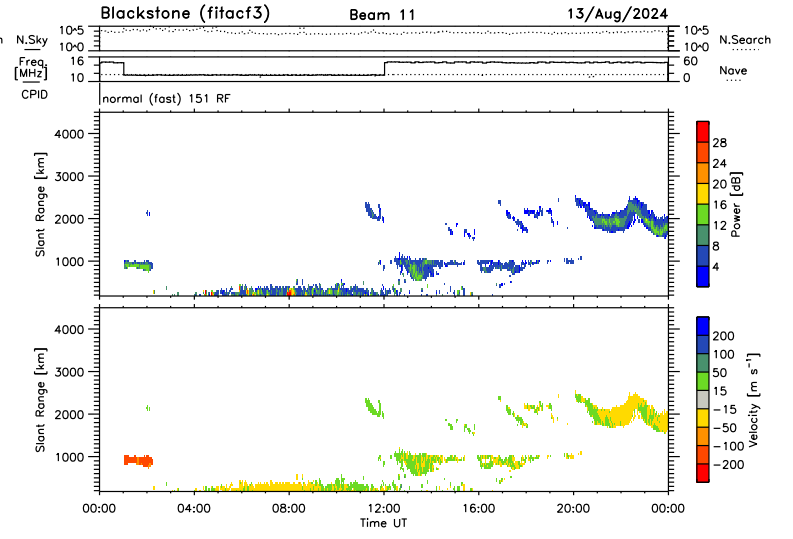 Blackstone (fitacf3) Beam 11 13/Aug/2024
N.Sky 10^5 10^0 10^5 10^0 N.Search
Freq. [MHz] 16 10 60 0 Nave
CPID normal (fast) 151 RF
Slant Range [km] 4000 3000 2000 1000
28 24 20 16 12 8 4 Power [dB]
Slant Range [km] 4000 3000 2000 1000
200 100 50 15 -15 -50 -100 -200 Velocity [m s^-1]
00:00 04:00 08:00 12:00 16:00 20:00 00:00
Time UT